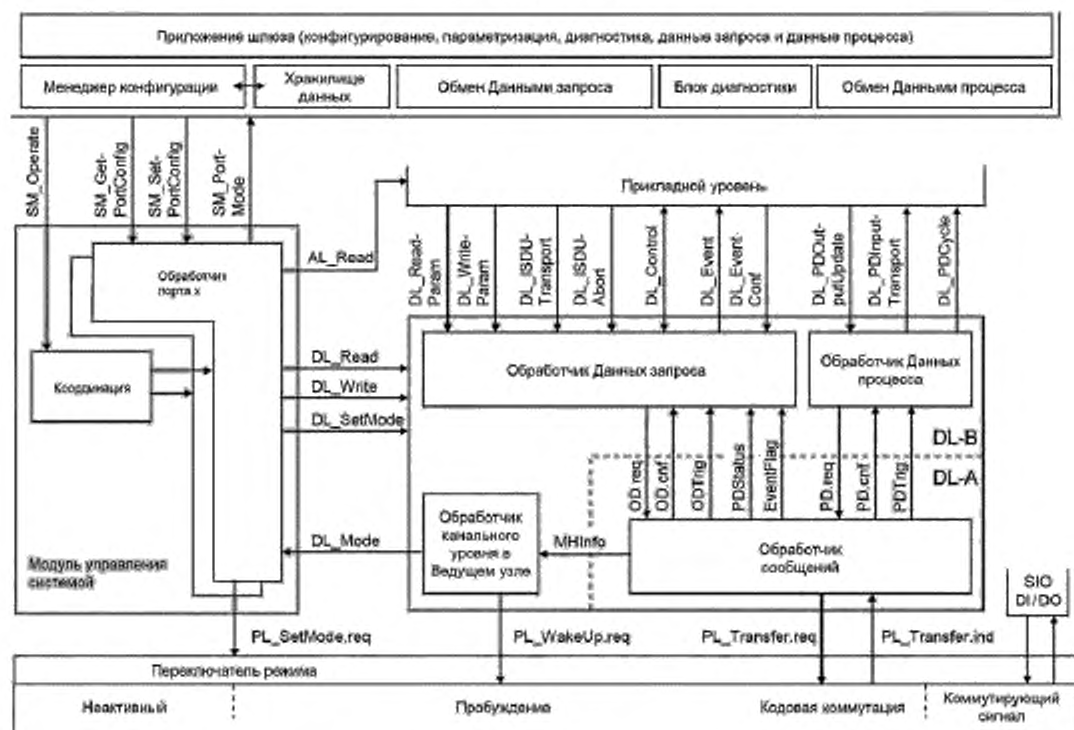 Приложение шлюза (конфигурирование, параметризация, диагностика, данные запроса и данные процесса)
Менеджер конфигурации
Хранилище
данных
Обмен Данными запроса
Блок диагностики
Обмен Данными процесса
SM_Operate
SM_Get-
PortConfig
SM_Set-
PortConfig
SM_Port-
Mode
Прикладной уровень
AL_Read
DL_Read-
Param
DL_Write-
Param
DL_ISDU-
Transport
DL_ISDU-
Abort
DL_Control
DL_Event
DL_Event-
Conf
DL_PDOut-
putUpdate
DL_PDInput-
Transport
DL_PDCycle
Обработчик
порта x
Координация
DL_Read
DL_Write
DL_SetMode
Обработчик Данных запроса
Обработчик Данных
процесса
DL-B
DL-A
OD.req
OD.cnf
ODTrig
PDStatus
EventFlag
PD.req
PD.cnf
PDTrig
Обработчик
канального
уровня в
Ведущем узле
DL_Mode
MHInfo
Обработчик
сообщений
Модуль управления
системой
SIO
DI/DO
PL_SetMode.req
PL_WakeUp.req
PL_Transfer.req
PL_Transfer.ind
Переключатель режима
Неактивный
Пробуждение
Кодовая коммутация
Коммутирующий
сигнал